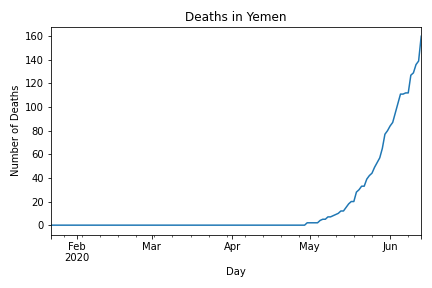 Deaths in Yemen
Number of Deaths
160
140
120
100
80
60
40
20
0
Feb
2020
Mar
Apr
May
Jun
Day